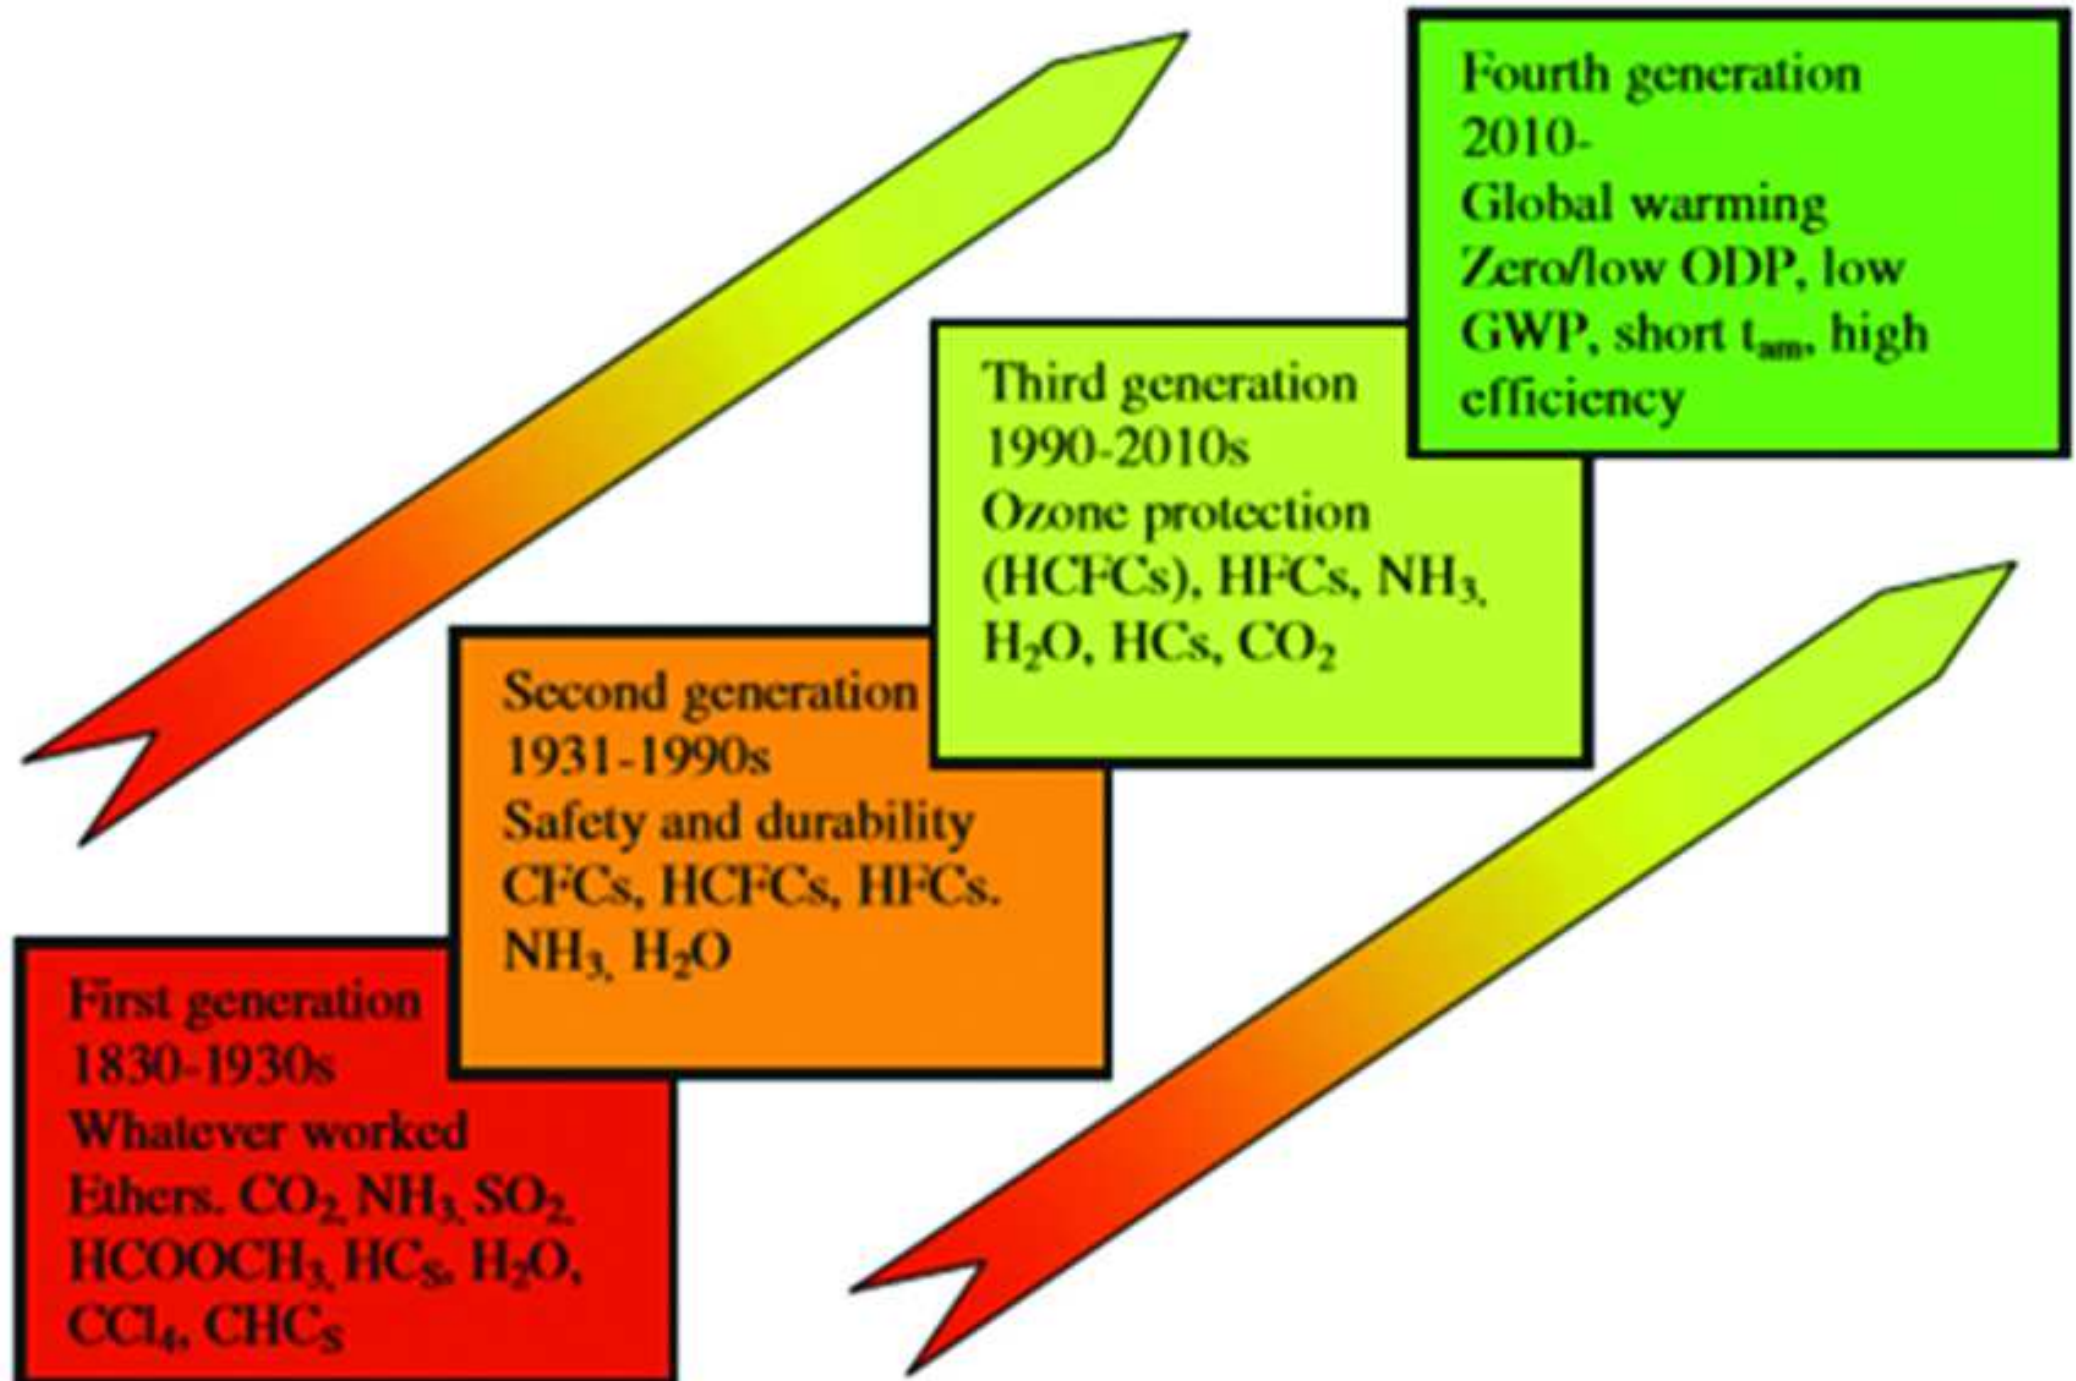 Fourth generation
2010-
Global warming
Zero/low ODP, low
GWP, short tₐₘ, high
efficiency
Third generation
1990-2010s
Ozone protection
(HCFCs), HFCs, NH₃,
H₂O, HCs, CO₂
Second generation
1931-1990s
Safety and durability
CFCs, HCFCs, HFCs.
NH₃, H₂O
First generation
1830-1930s
Whatever worked
Ethers. CO₂, NH₃, SO₂,
HCOOCH₃, HCs, H₂O,
CCl₄, CHCs